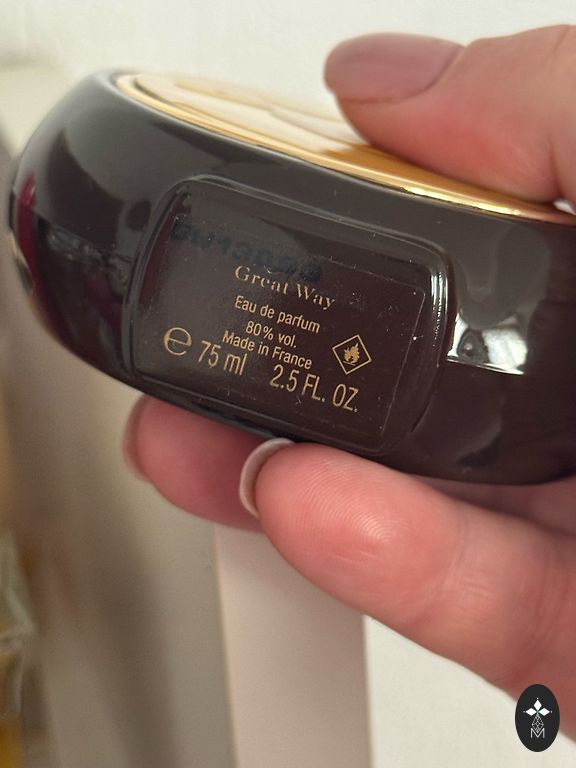 Great Way
Eau de parfum
80% vol.
Made in France
℮ 75 ml 2.5 FL. OZ.
M